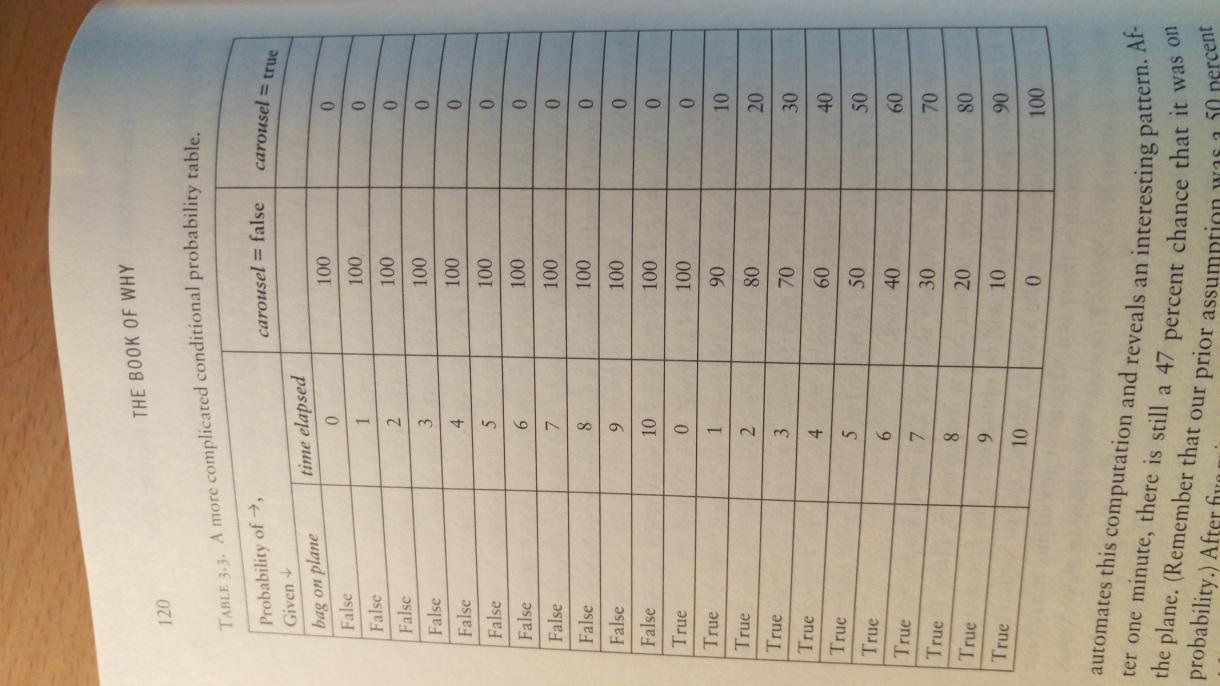 120 THE BOOK OF WHY
TABLE 3.3. A more complicated conditional probability table.
Probability of →, carousel = false carousel = true
Given ↓
bag on plane time elapsed
False 0 100 0
False 1 100 0
False 2 100 0
False 3 100 0
False 4 100 0
False 5 100 0
False 6 100 0
False 7 100 0
False 8 100 0
False 9 100 0
False 10 100 0
True 0 100 0
True 1 90 10
True 2 80 20
True 3 70 30
True 4 60 40
True 5 50 50
True 6 40 60
True 7 30 70
True 8 20 80
True 9 10 90
True 10 0 100
automates this computation and reveals an interesting pattern. Af-
ter one minute, there is still a 47 percent chance that it was on
the plane. (Remember that our prior assumption was a 50 percent
probability.) After five